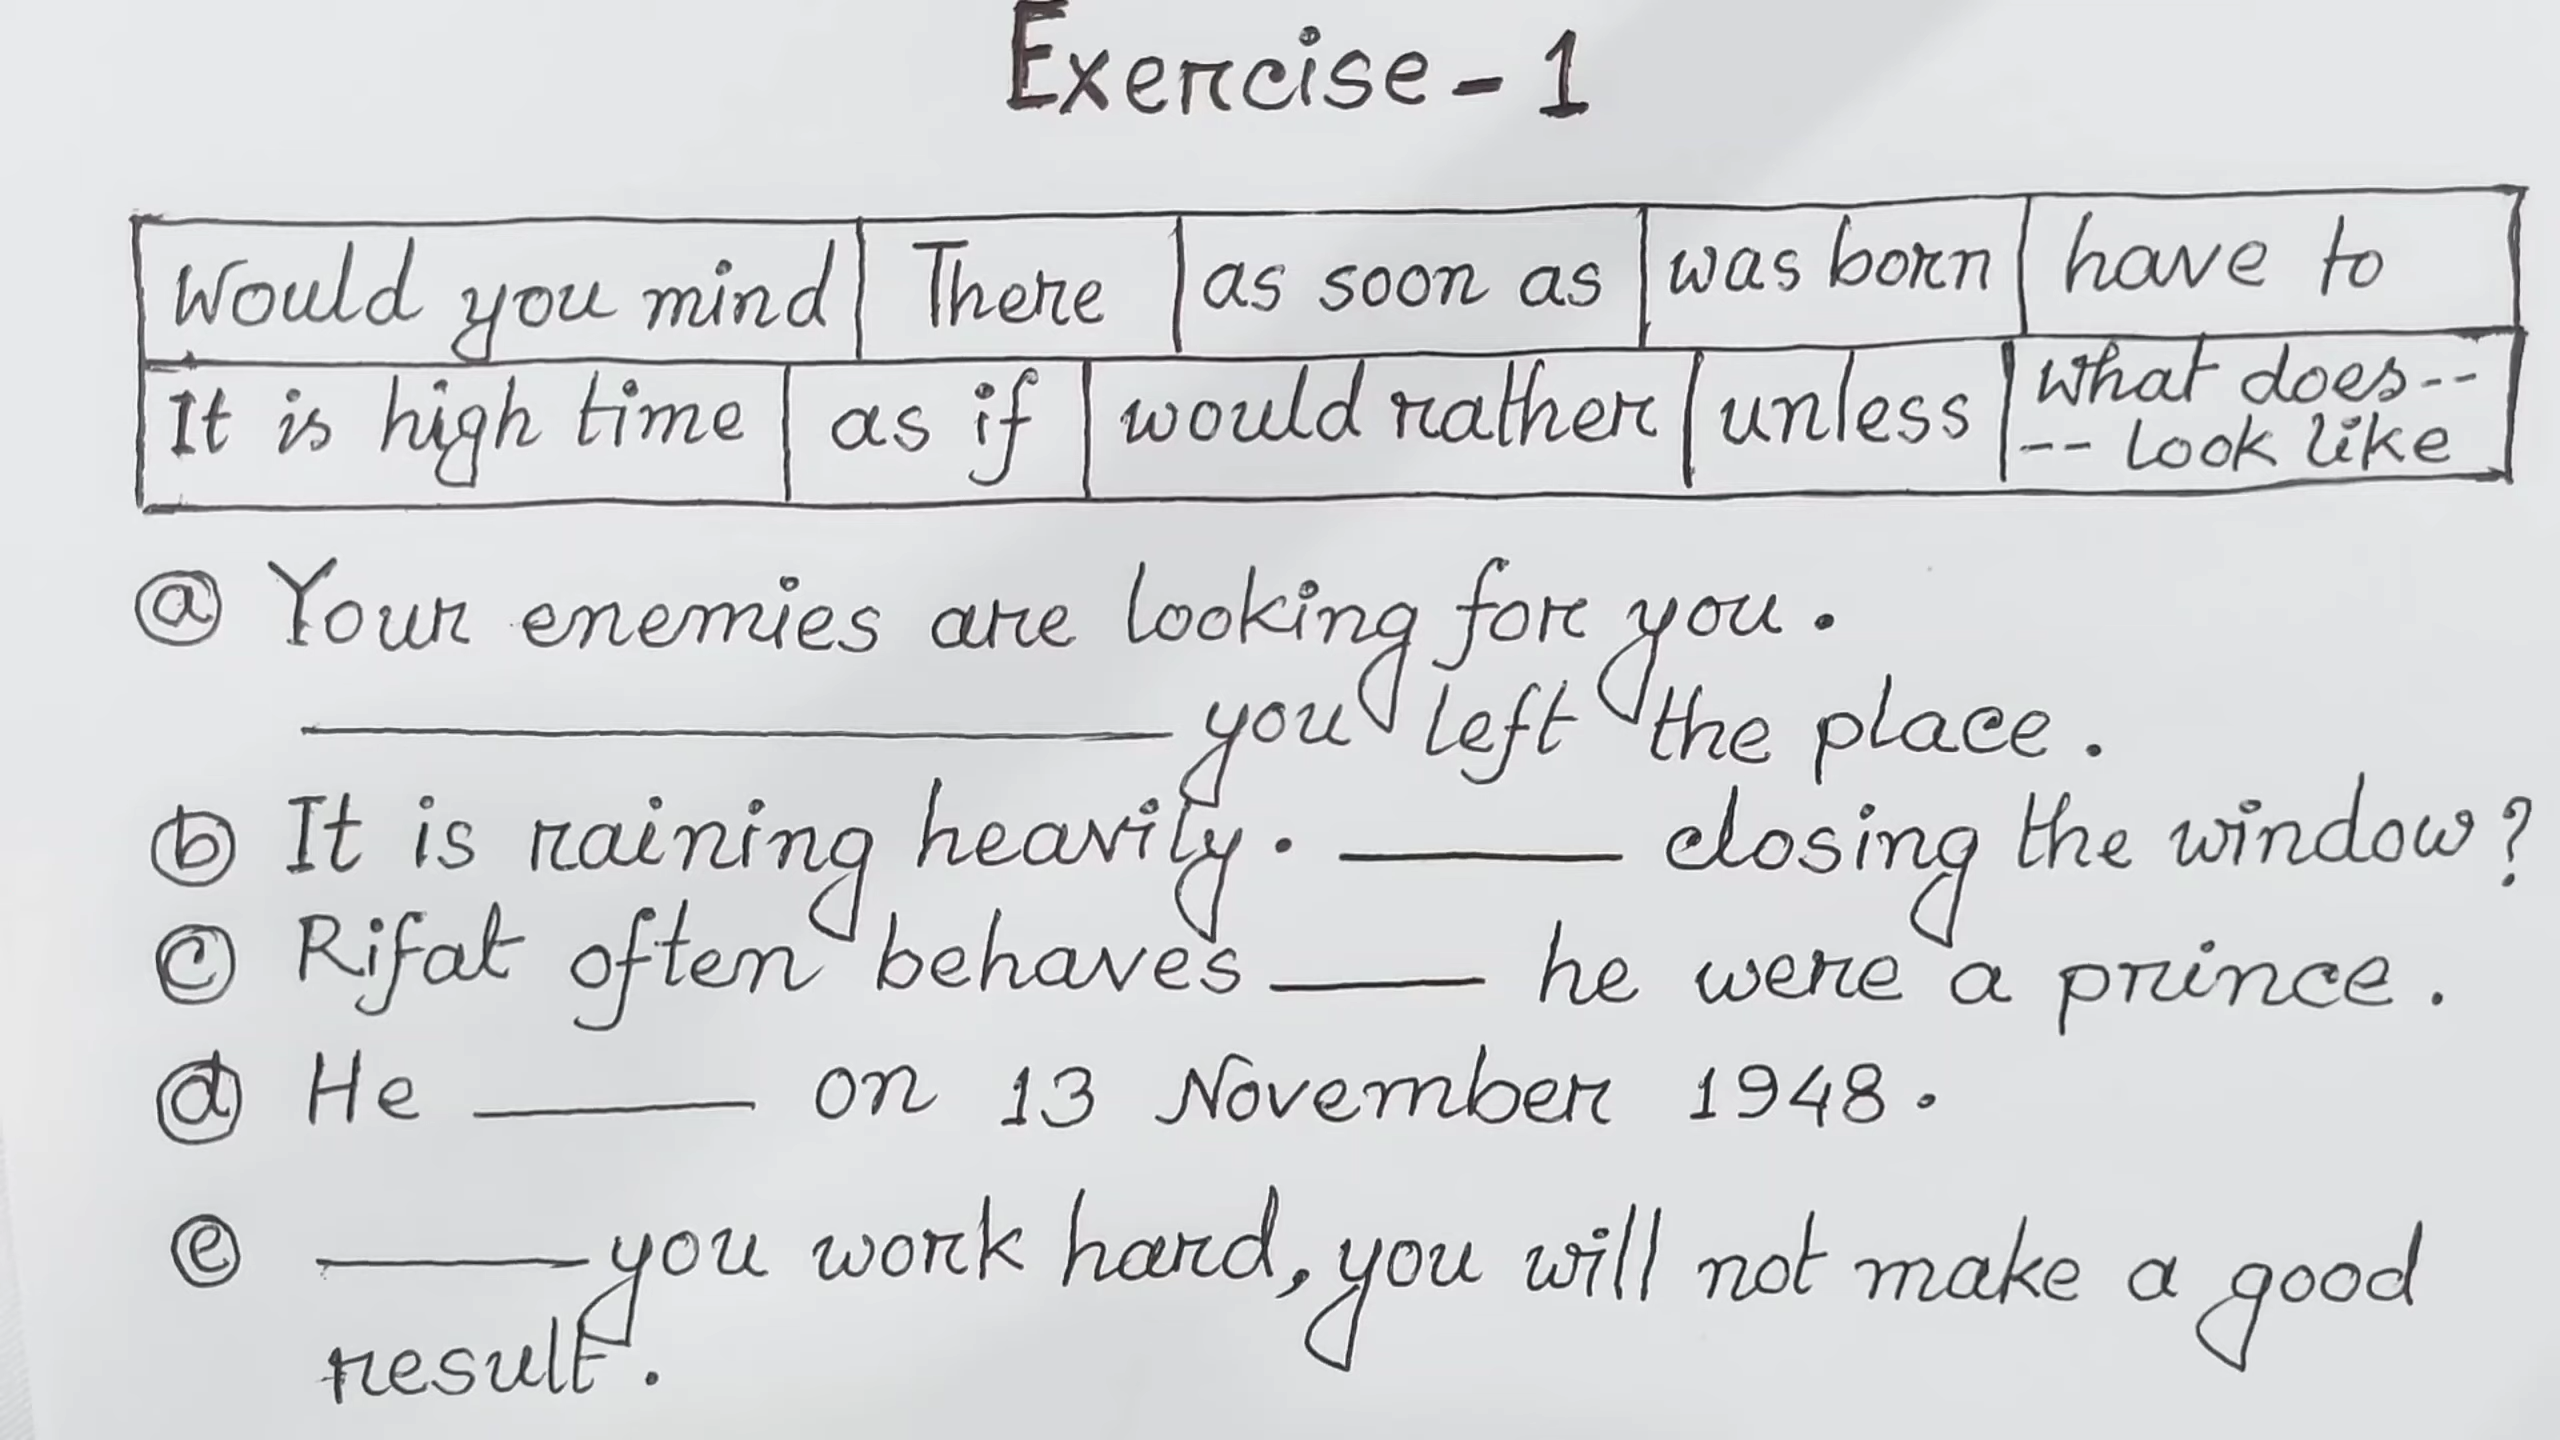 Exercise - 1
Would you mind There as soon as was born have to
It is high time as if would rather unless What does--
-- look like
ⓐ Your enemies are looking for you.
__________ you left the place.
ⓑ It is raining heavily. ______ closing the window?
ⓒ Rifat often behaves _____ he were a prince.
ⓓ He ______ on 13 November 1948.
ⓔ ______ you work hard, you will not make a good
result.